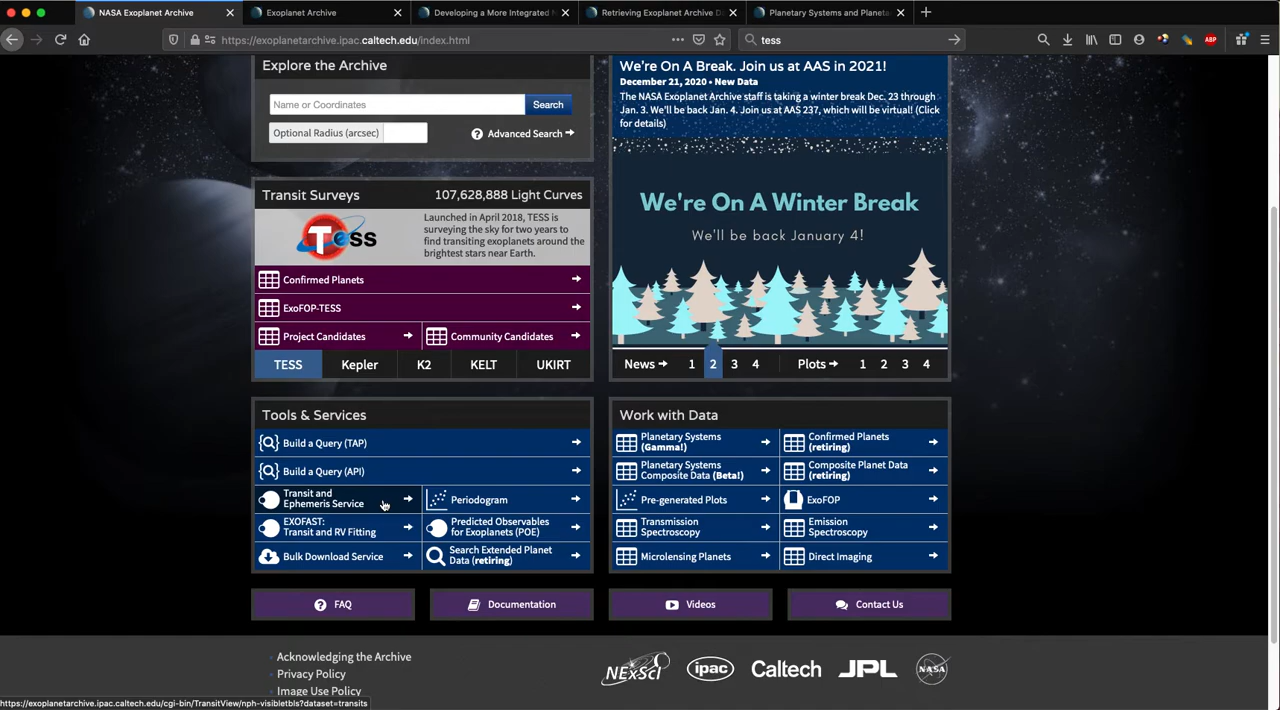 NASA Exoplanet Archive
Exoplanet Archive
Developing a More Integrated
Retrieving Exoplanet Archive D
Planetary Systems and Planeta
https://exoplanetarchive.ipac.caltech.edu/index.html
tess
ABP
Explore the Archive
Name or Coordinates
Search
Optional Radius (arcsec)
Advanced Search
We're On A Break. Join us at AAS in 2021!
December 21, 2020 • New Data
The NASA Exoplanet Archive staff is taking a winter break Dec. 23 through
Jan. 3. We'll be back Jan. 4. Join us at AAS 237, which will be virtual! (Click
for details)
Transit Surveys
107,628,888 Light Curves
Tess
Launched in April 2018, TESS is
surveying the sky for two years to
find transiting exoplanets around the
brightest stars near Earth.
Confirmed Planets
ExoFOP-TESS
Project Candidates
Community Candidates
TESS
Kepler
K2
KELT
UKIRT
We're On A Winter Break
We'll be back January 4!
News
1
2
3
4
Plots
1
2
3
4
Tools & Services
Build a Query (TAP)
Build a Query (API)
Transit and
Ephemeris Service
Periodogram
EXOFAST:
Transit and RV Fitting
Predicted Observables
for Exoplanets (POE)
Bulk Download Service
Search Extended Planet
Data (retiring)
Work with Data
Planetary Systems
(Gamma!)
Confirmed Planets
(retiring)
Planetary Systems
Composite Data (Beta!)
Composite Planet Data
(retiring)
Pre-generated Plots
ExoFOP
Transmission
Spectroscopy
Emission
Spectroscopy
Microlensing Planets
Direct Imaging
FAQ
Documentation
Videos
Contact Us
Acknowledging the Archive
Privacy Policy
Image Use Policy
NExScI
ipac
Caltech
JPL
NASA
https://exoplanetarchive.ipac.caltech.edu/cgi-bin/TransitView/nph-visibletbls?dataset=transits